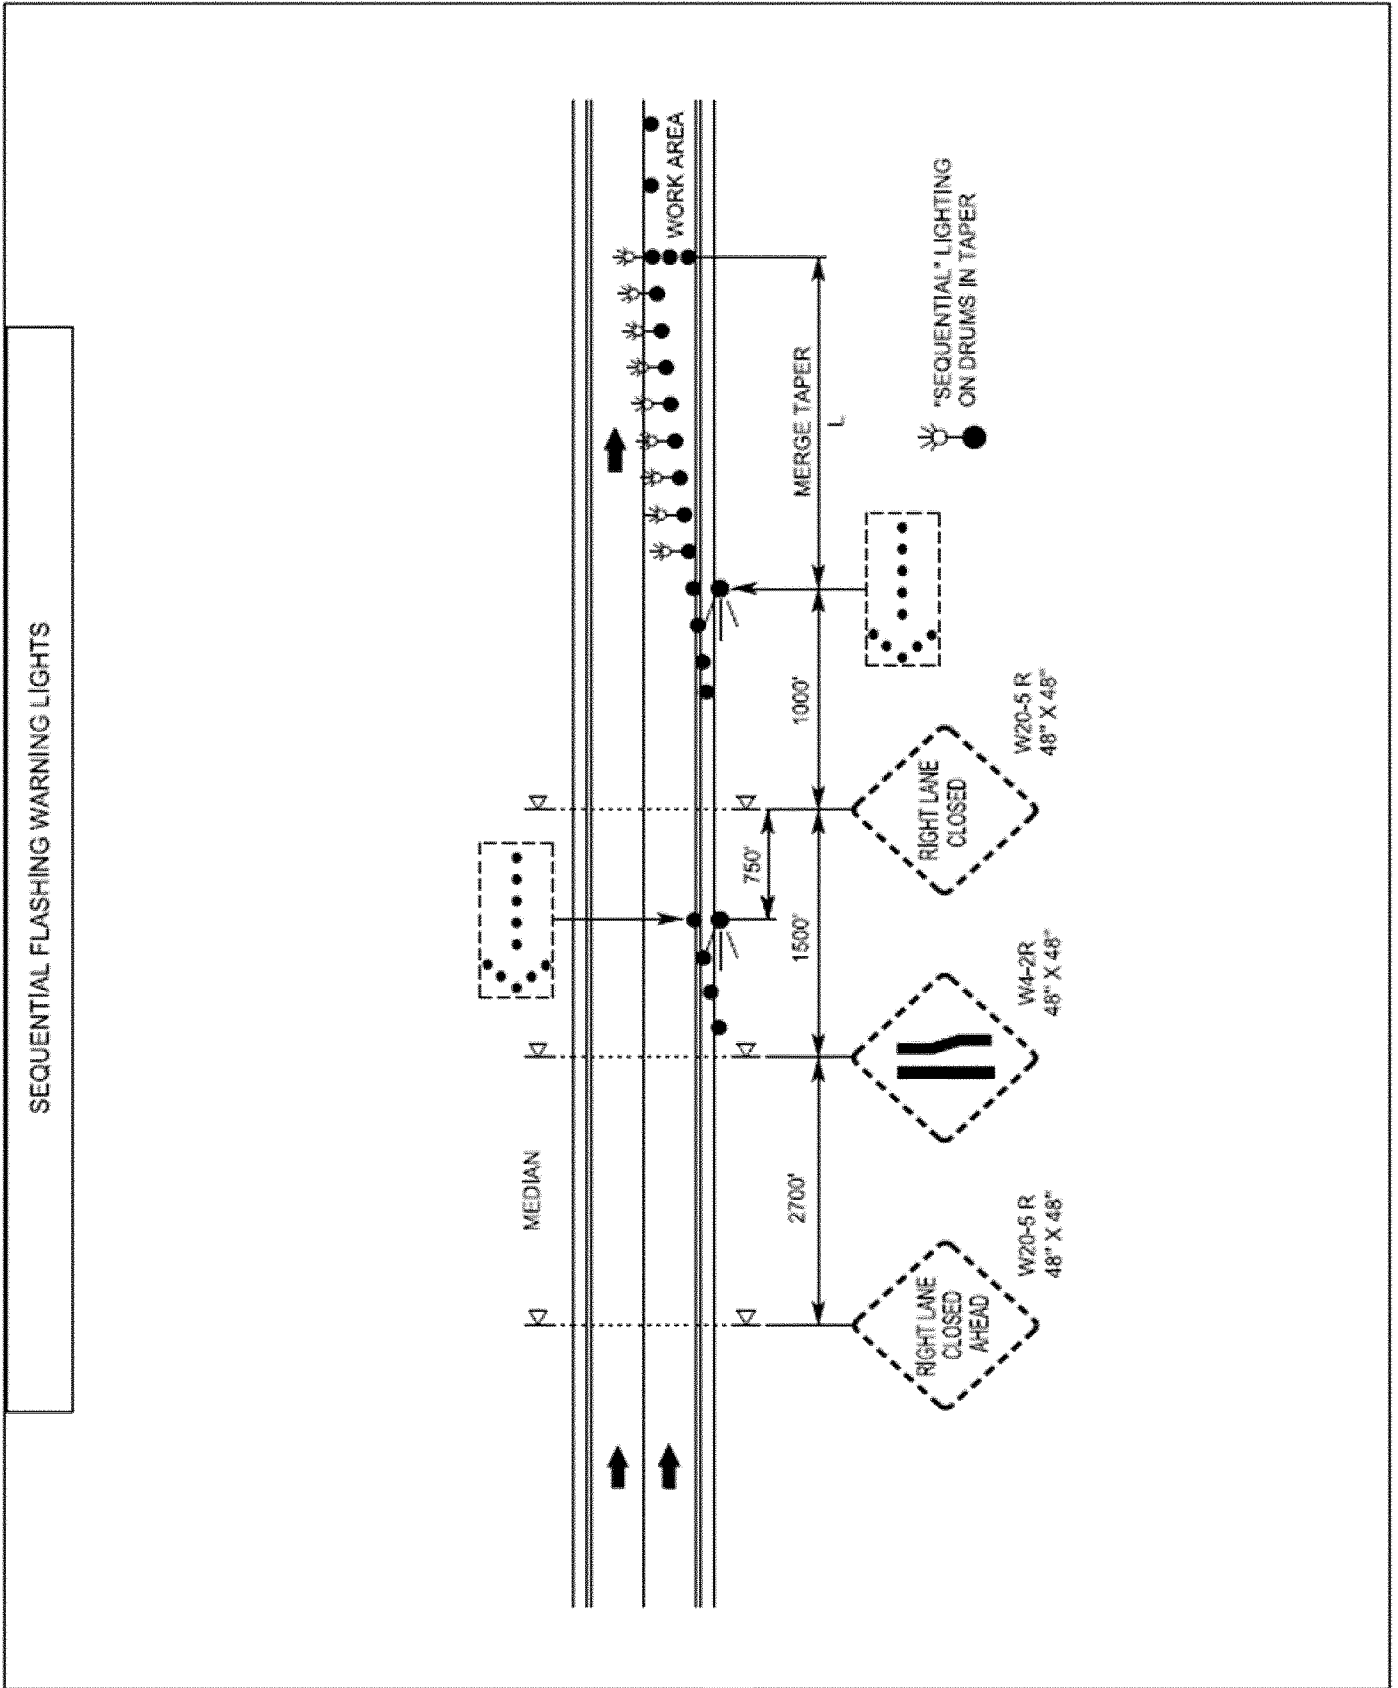 SEQUENTIAL FLASHING WARNING LIGHTS
MEDIAN
WORK AREA
2700'
1500'
750'
1000'
MERGE TAPER
L
RIGHT LANE
CLOSED
AHEAD
W20-5 R
48" X 48"
W4-2R
48" X 48"
RIGHT LANE
CLOSED
W20-5 R
48" X 48"
"SEQUENTIAL" LIGHTING
ON DRUMS IN TAPER